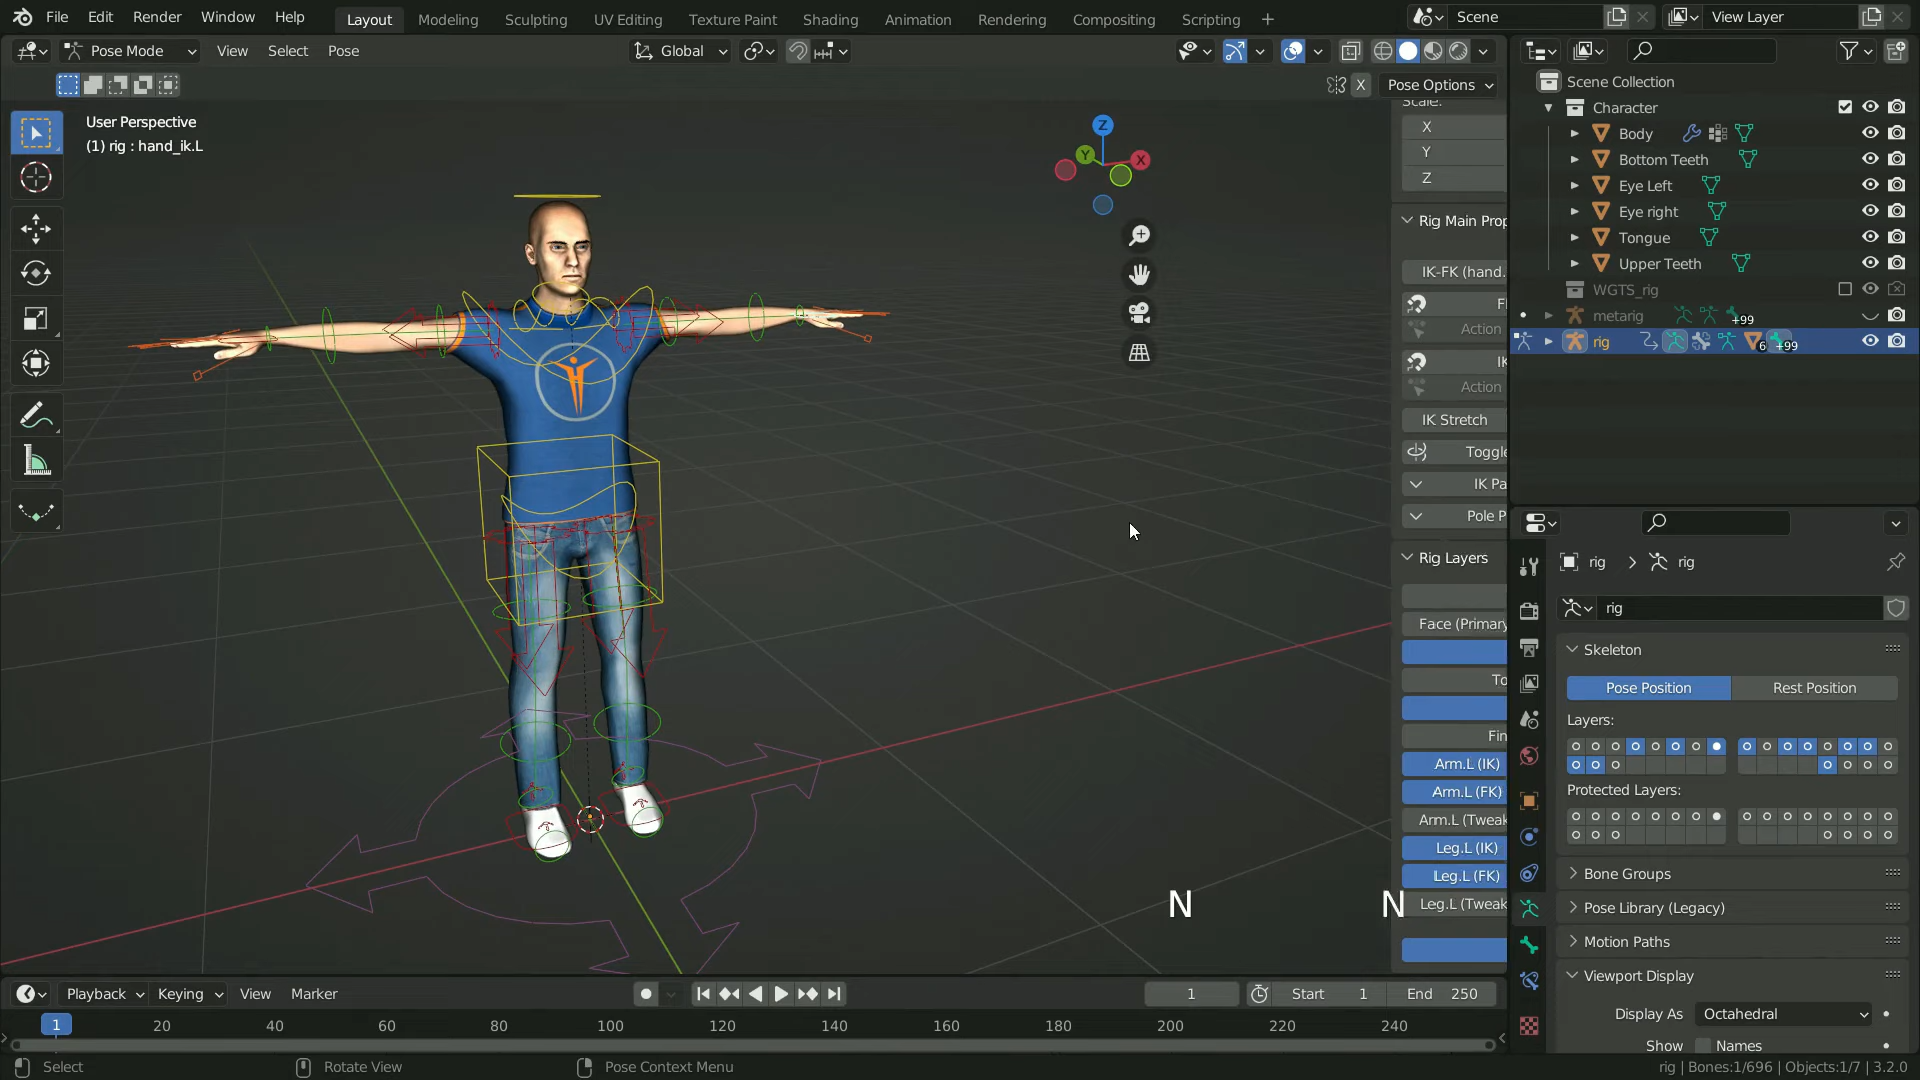 File Edit Render Window Help Layout Modeling Sculpting UV Editing Texture Paint Shading Animation Rendering Compositing Scripting + Scene View Layer
Pose Mode View Select Pose Global
X Pose Options
User Perspective
(1) rig : hand_ik.L
Z
Y
X
Scale:
X
Y
Z
Rig Main Prop
IK-FK (hand.
F
Action
IK
Action
IK Stretch
Toggle
IK Pa
Pole P
Rig Layers
Face (Primary
To
Fin
Arm.L (IK)
Arm.L (FK)
Arm.L (Tweak
Leg.L (IK)
Leg.L (FK)
Leg.L (Tweak
N N
Scene Collection
Character
Body
Bottom Teeth
Eye Left
Eye right
Tongue
Upper Teeth
WGTS_rig
metarig +99
rig 6 +99
rig > rig
rig
Skeleton
Pose Position Rest Position
Layers:
Protected Layers:
Bone Groups
Pose Library (Legacy)
Motion Paths
Viewport Display
Display As Octahedral
Show Names
Playback Keying View Marker 1 Start 1 End 250
1 20 40 60 80 100 120 140 160 180 200 220 240
Select Rotate View Pose Context Menu rig | Bones:1/696 | Objects:1/7 | 3.2.0